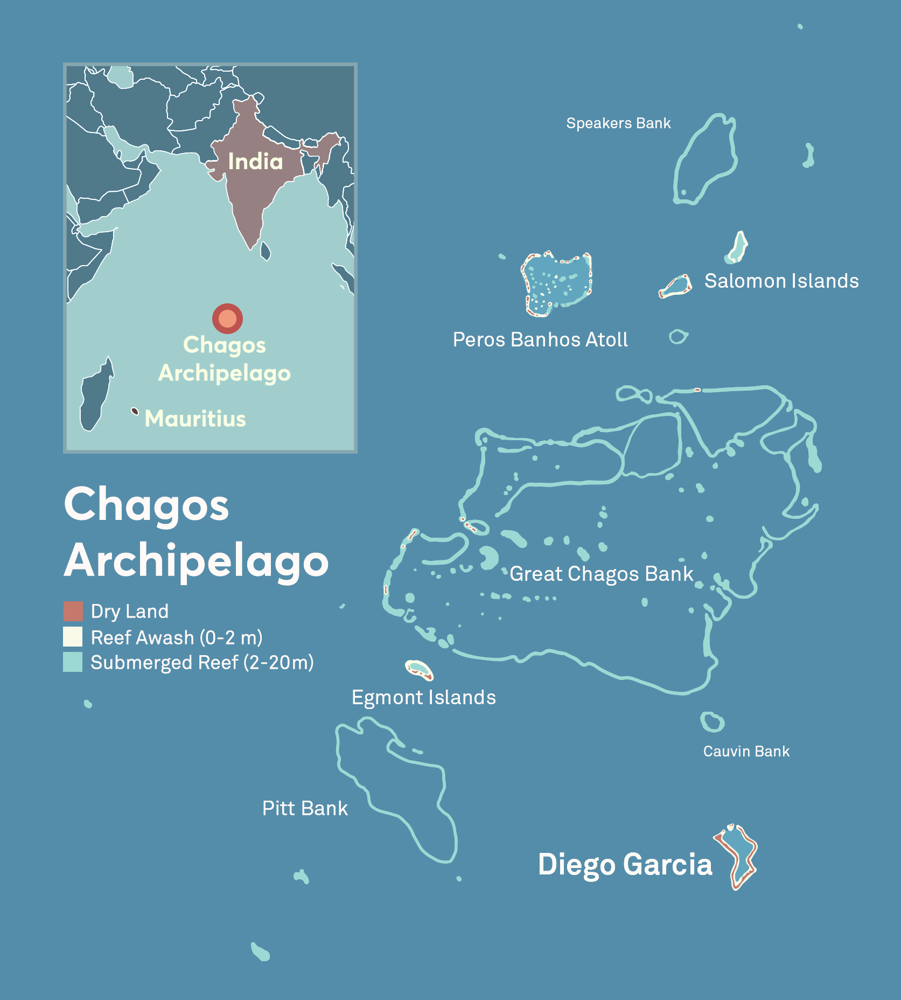 India
Chagos
Archipelago
Mauritius
Chagos
Archipelago
Dry Land
Reef Awash (0-2 m)
Submerged Reef (2-20m)
Speakers Bank
Salomon Islands
Peros Banhos Atoll
Great Chagos Bank
Egmont Islands
Cauvin Bank
Pitt Bank
Diego Garcia